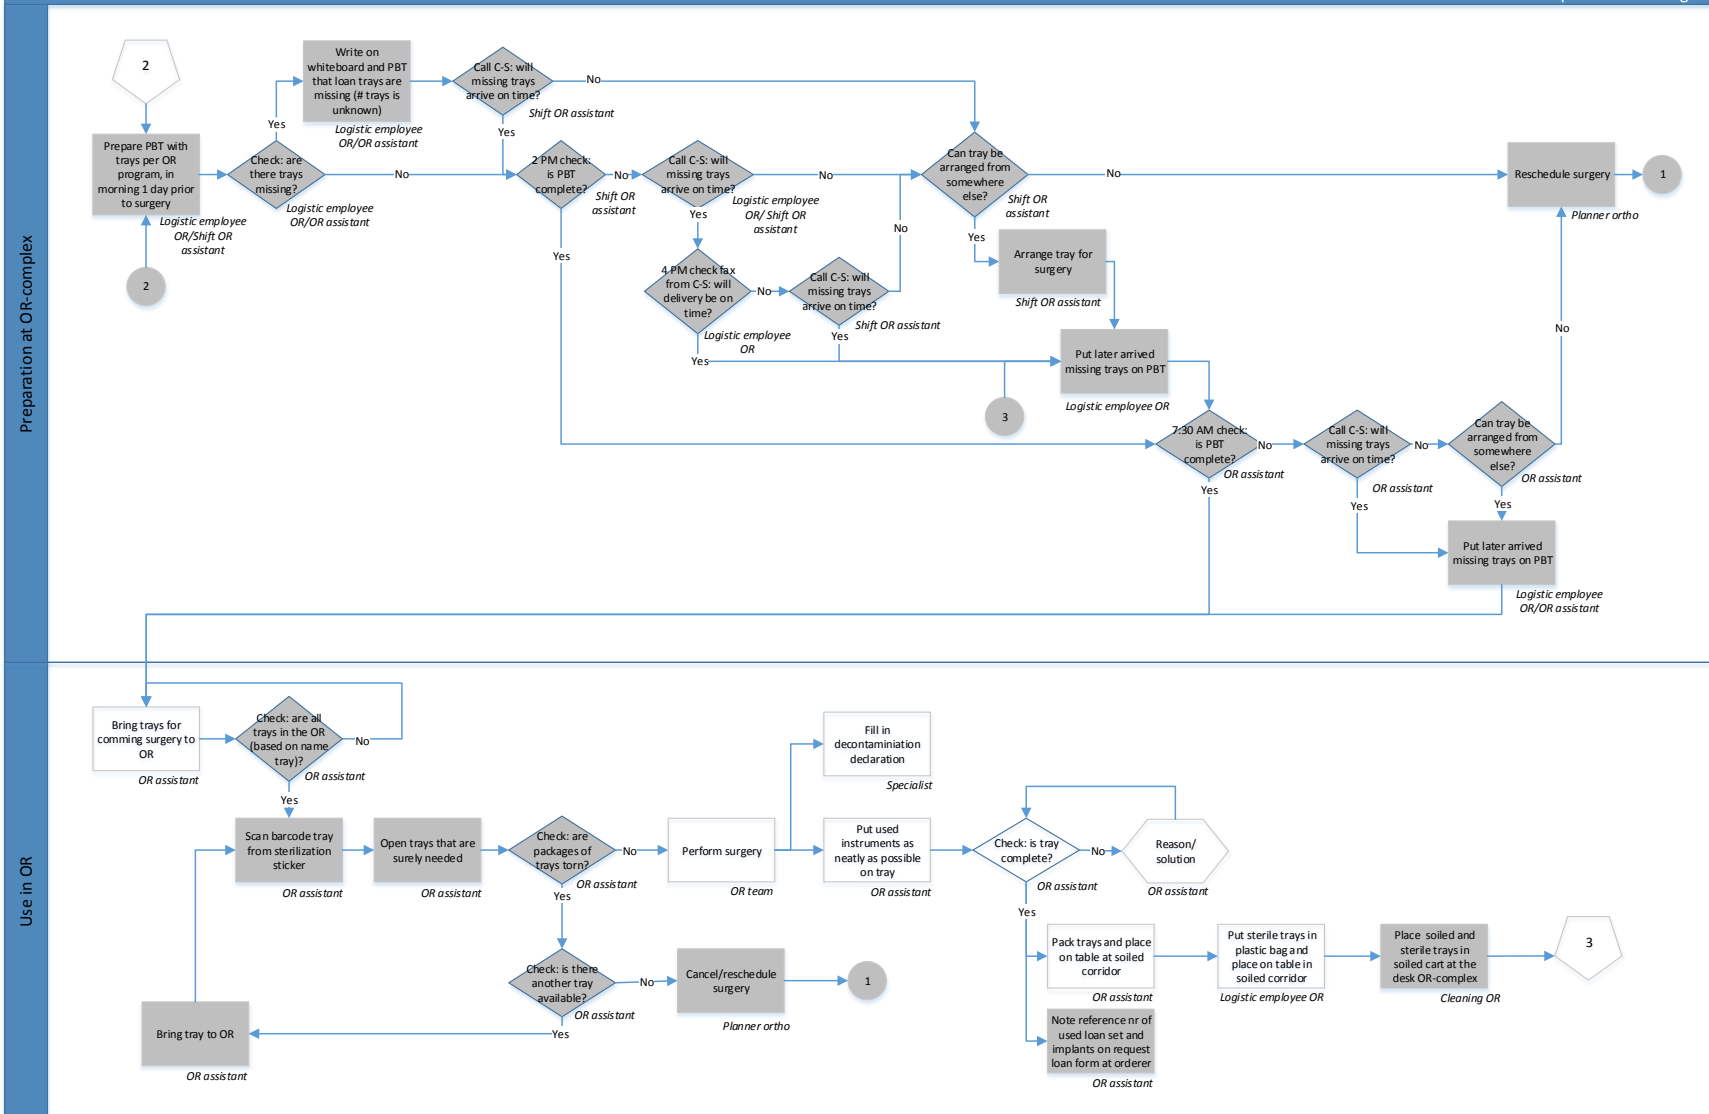 Preparation at OR-complex
2
Write on
whiteboard and PBT
that loan trays are
missing (# trays is
unknown)
Logistic employee
OR/OR assistant
Call C-S: will
missing trays
arrive on time?
Shift OR assistant
No
Yes
Yes
Prepare PBT with
trays per OR
program, in
morning 1 day prior
to surgery
Logistic employee
OR/Shift OR
assistant
2
Check: are
there trays
missing?
Logistic employee
OR/OR assistant
No
2 PM check:
is PBT
complete?
Shift OR
assistant
No
Yes
Call C-S: will
missing trays
arrive on time?
Logistic employee
OR/ Shift OR
assistant
No
Yes
4 PM check fax
from C-S: will
delivery be on
time?
Logistic employee
OR
No
Yes
Call C-S: will
missing trays
arrive on time?
Shift OR assistant
No
Yes
Can tray be
arranged from
somewhere
else?
Shift OR
assistant
No
Yes
Arrange tray for
surgery
Shift OR assistant
Reschedule surgery
Planner ortho
1
Put later arrived
missing trays on PBT
Logistic employee OR
3
7:30 AM check:
is PBT
complete?
OR assistant
No
Yes
Call C-S: will
missing trays
arrive on time?
OR assistant
No
Yes
Can tray be
arranged from
somewhere
else?
OR assistant
No
Yes
Put later arrived
missing trays on PBT
Logistic employee
OR/OR assistant
Use in OR
Bring trays for
comming surgery to
OR
OR assistant
Check: are all
trays in the OR
(based on name
tray)?
OR assistant
No
Yes
Scan barcode tray
from sterilization
sticker
OR assistant
Open trays that are
surely needed
OR assistant
Check: are
packages of
trays torn?
OR assistant
No
Yes
Perform surgery
OR team
Fill in
decontaminiation
declaration
Specialist
Put used
instruments as
neatly as possible
on tray
OR assistant
Check: is tray
complete?
OR assistant
No
Yes
Reason/
solution
OR assistant
Check: is there
another tray
available?
OR assistant
No
Yes
Cancel/reschedule
surgery
Planner ortho
1
Bring tray to OR
OR assistant
Pack trays and place
on table at soiled
corridor
OR assistant
Put sterile trays in
plastic bag and
place on table in
soiled corridor
Logistic employee OR
Place soiled and
sterile trays in
soiled cart at the
desk OR-complex
Cleaning OR
3
Note reference nr of
used loan set and
implants on request
loan form at orderer
OR assistant